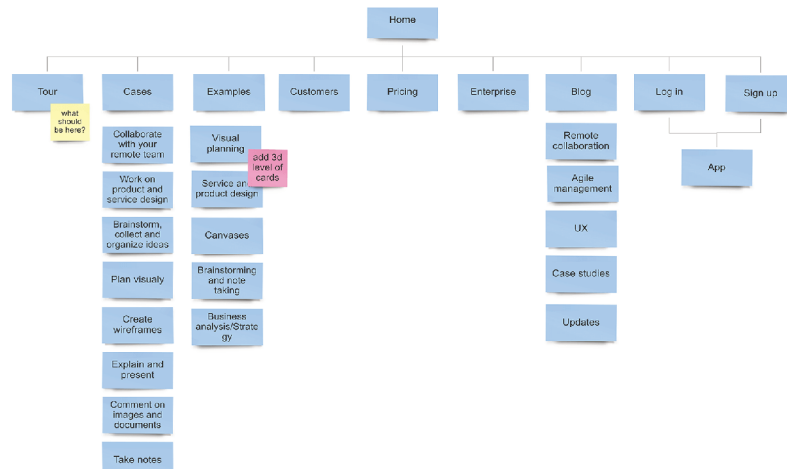 Home
Tour
Cases
Examples
Customers
Pricing
Enterprise
Blog
Log in
Sign up
what
should
be here?
Collaborate
with your
remote team
Work on
product and
service design
Brainstorm,
collect and
organize ideas
Plan visualy
Create
wireframes
Explain and
present
Comment on
images and
documents
Take notes
Visual
planning
add 3d
level of
cards
Service and
product design
Canvases
Brainstorming
and note
taking
Business
analysis/Strate
gy
Remote
collaboration
Agile
management
UX
Case studies
Updates
App